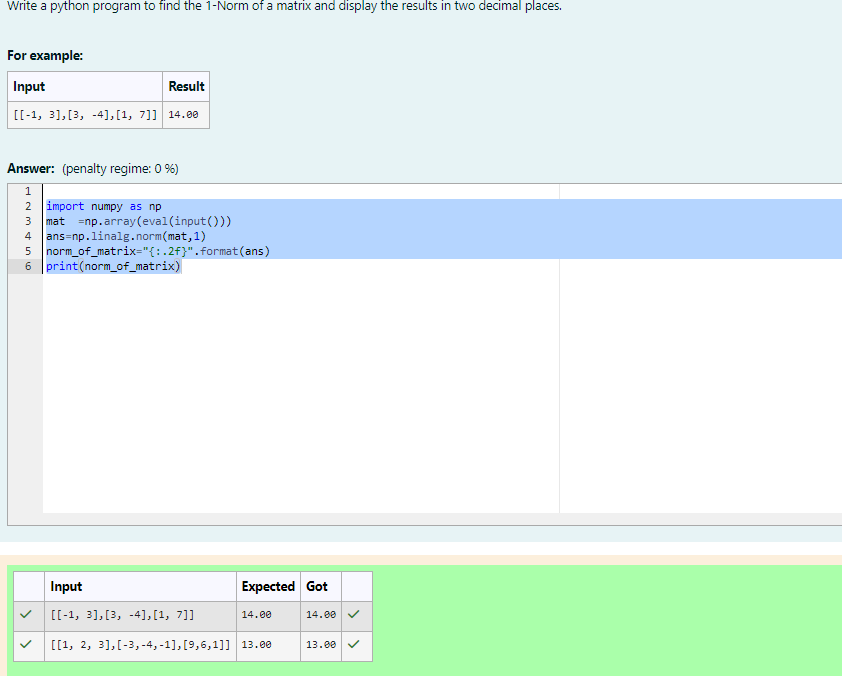 Write a python program to find the 1-Norm of a matrix and display the results in two decimal places.
For example:
Input Result
[[-1, 3],[3, -4],[1, 7]] 14.00
Answer: (penalty regime: 0 %)
1
2 import numpy as np
3 mat  =np.array(eval(input()))
4 ans=np.linalg.norm(mat,1)
5 norm_of_matrix="{:.2f}".format(ans)
6 print(norm_of_matrix)
Input Expected Got
[[-1, 3],[3, -4],[1, 7]] 14.00 14.00
[[1, 2, 3],[-3,-4,-1],[9,6,1]] 13.00 13.00